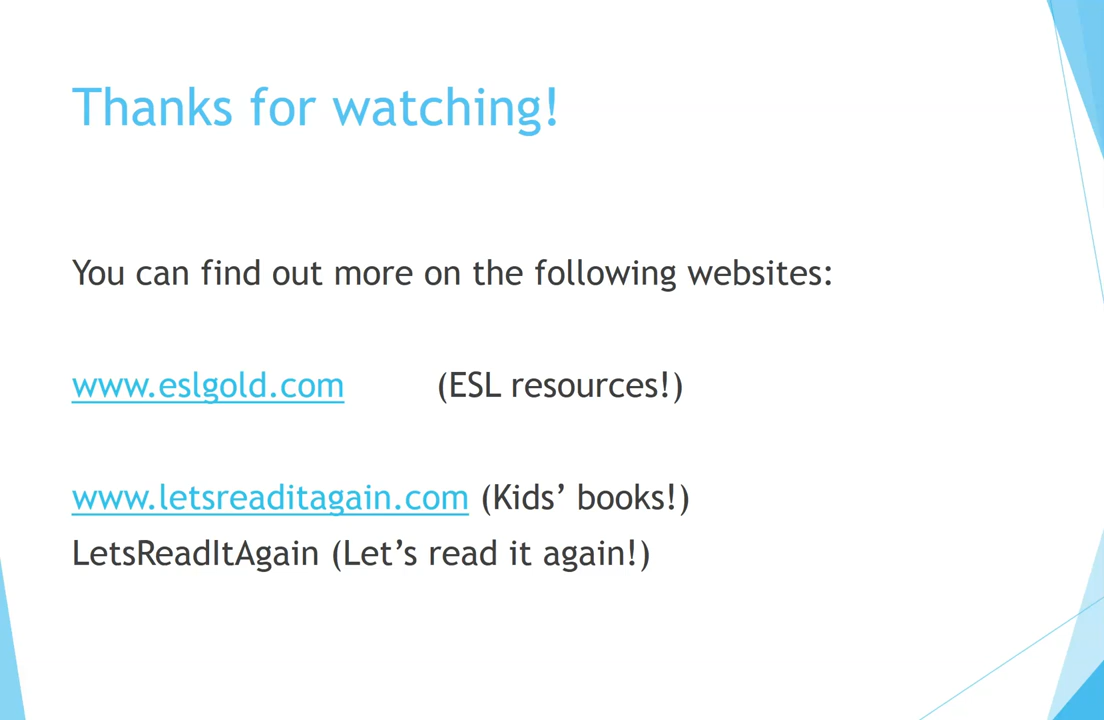 Thanks for watching!
You can find out more on the following websites:
www.eslgold.com (ESL resources!)
www.letsreaditagain.com (Kids’ books!)
LetsReadItAgain (Let’s read it again!)